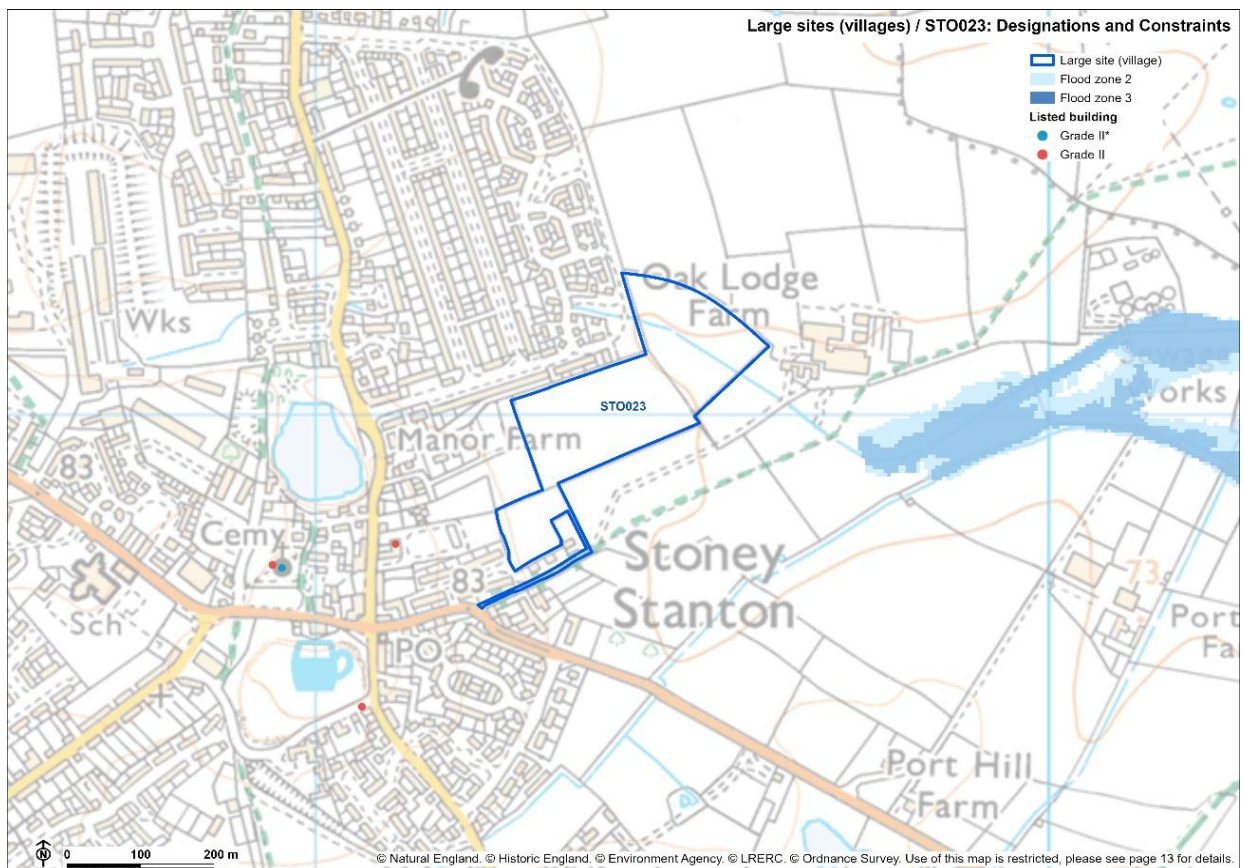 Large sites (villages) / STO023: Designations and Constraints
Large site (village)
Flood zone 2
Flood zone 3
Listed building
Grade II*
Grade II
Oak Lodge
Farm
Wks
STO023
Sewage
Works
Manor Farm
83
Cemy
83
Stoney
Stanton
73
Sch
PO
Port
Fa
Port Hill
Farm
N
0 100 200 m
© Natural England. © Historic England. © Environment Agency. © LRERC. © Ordnance Survey. Use of this map is restricted, please see page 13 for details.